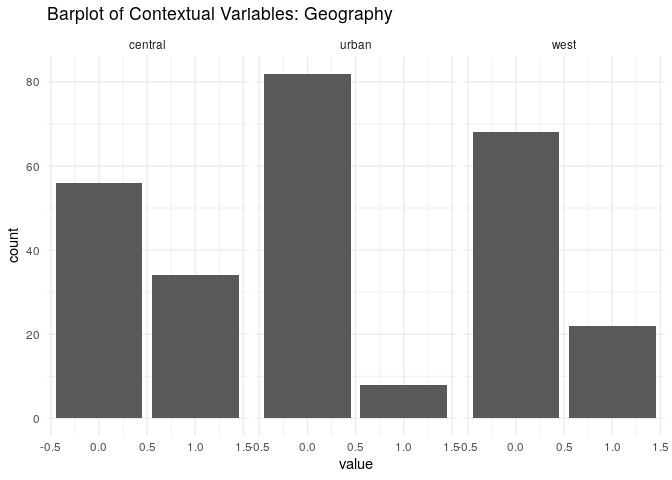 Barplot of Contextual Variables: Geography
central urban west
80
60
40
20
0
count
-0.5 0.0 0.5 1.0 1.5 -0.5 0.0 0.5 1.0 1.5 -0.5 0.0 0.5 1.0 1.5
value